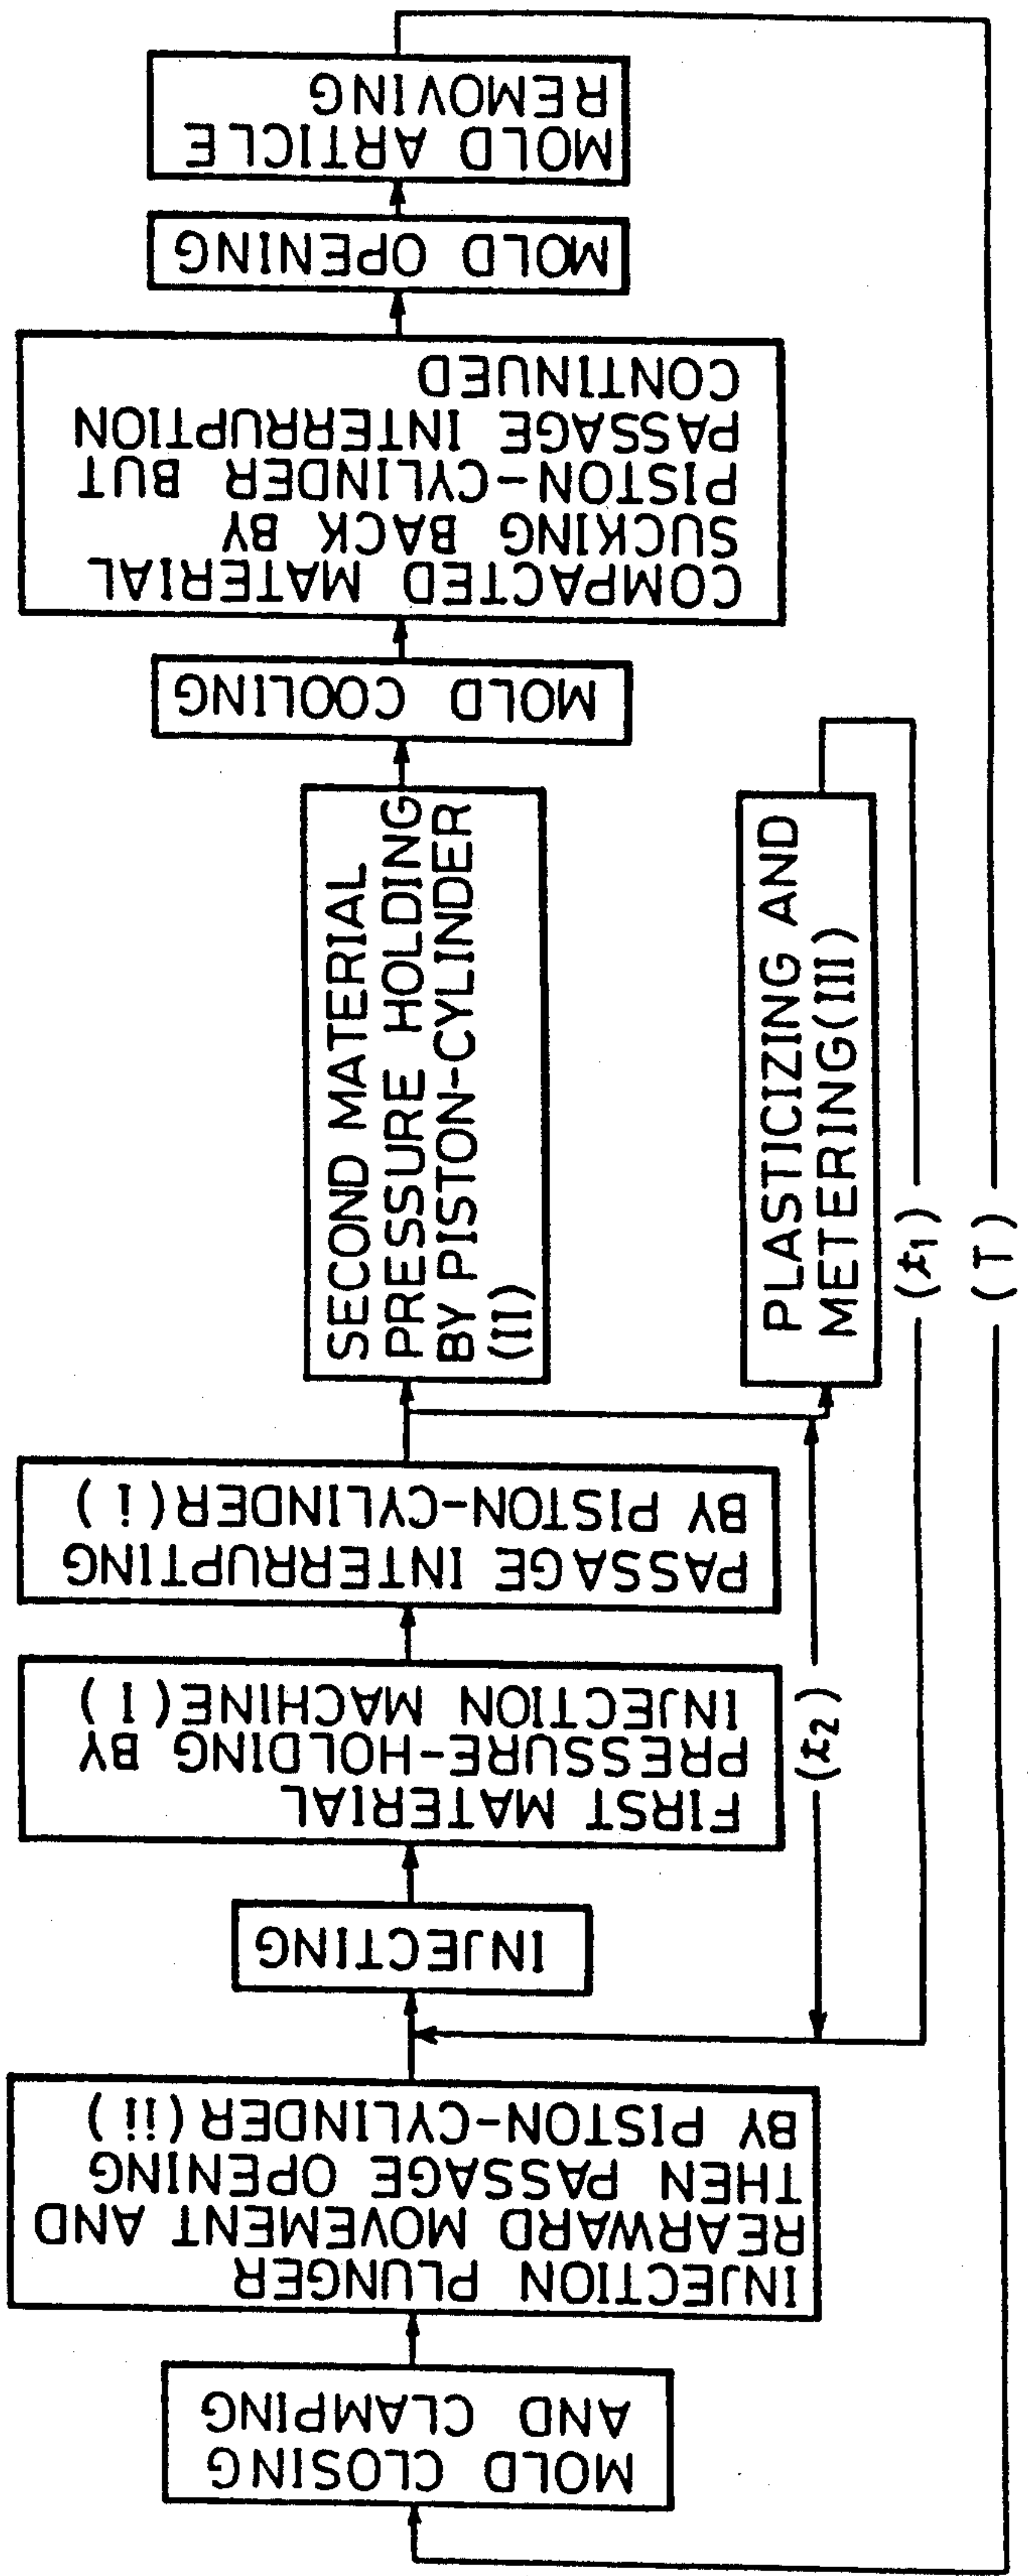 MOLD CLOSING
AND CLAMPING
INJECTION PLUNGER
REARWARD MOVEMENT AND
THEN PASSAGE OPENING
BY PISTON-CYLINDER(ii)
INJECTING
FIRST MATERIAL
PRESSURE-HOLDING BY
INJECTION MACHINE(I)
PASSAGE INTERRUPTING
BY PISTON-CYLINDER(i)
SECOND MATERIAL
PRESSURE HOLDING
BY PISTON-CYLINDER
(II)
PLASTICIZING AND
METERING(III)
MOLD COOLING
COMPACTED MATERIAL
SUCKING BACK BY
PISTON-CYLINDER BUT
PASSAGE INTERRUPTION
CONTINUED
MOLD OPENING
MOLD ARTICLE
REMOVING
(t2)
(t1)
(T)